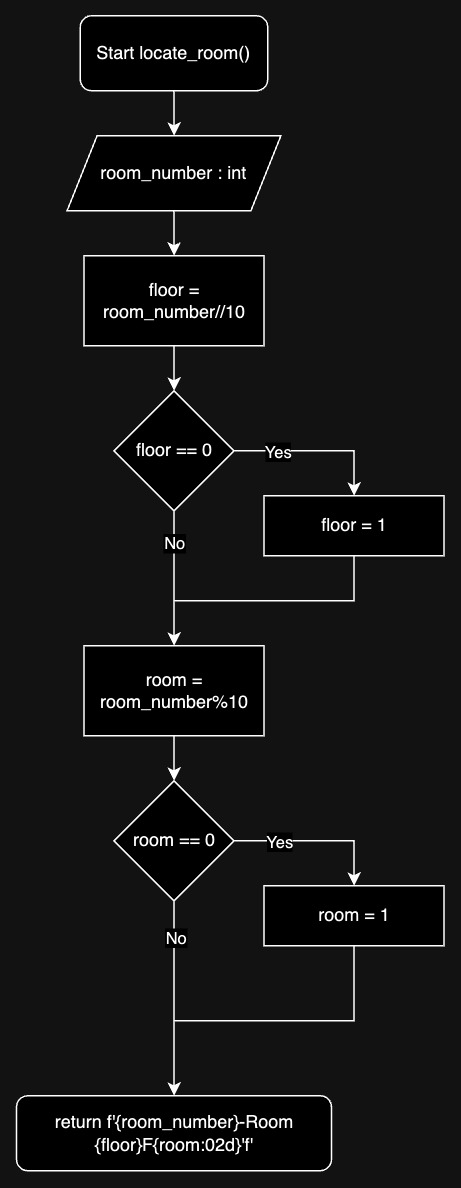 Start locate_room()
room_number : int
floor =
room_number//10
floor == 0
Yes
floor = 1
No
room =
room_number%10
room == 0
Yes
room = 1
No
return f'{room_number}-Room
{floor}F{room:02d}'f'